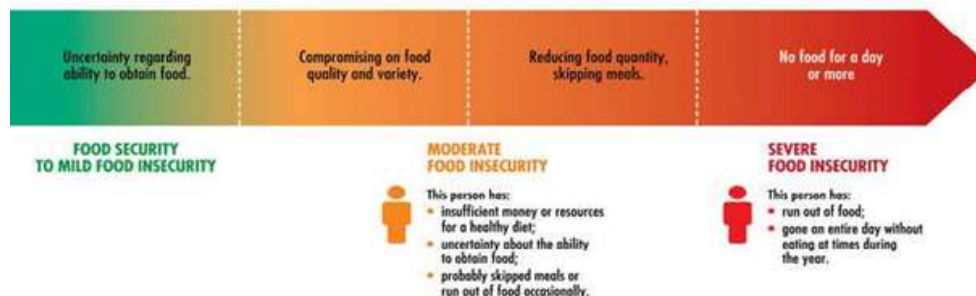 Uncertainty regarding
ability to obtain food.
Compromising on food
quality and variety.
Reducing food quantity,
skipping meals.
No food for a day
or more
FOOD SECURITY
TO MILD FOOD INSECURITY
MODERATE
FOOD INSECURITY
This person has:
• insufficient money or resources
for a healthy diet;
• uncertainty about the ability
to obtain food;
• probably skipped meals or
run out of food occasionally.
SEVERE
FOOD INSECURITY
This person has:
• run out of food;
• gone an entire day without
eating at times during
the year.